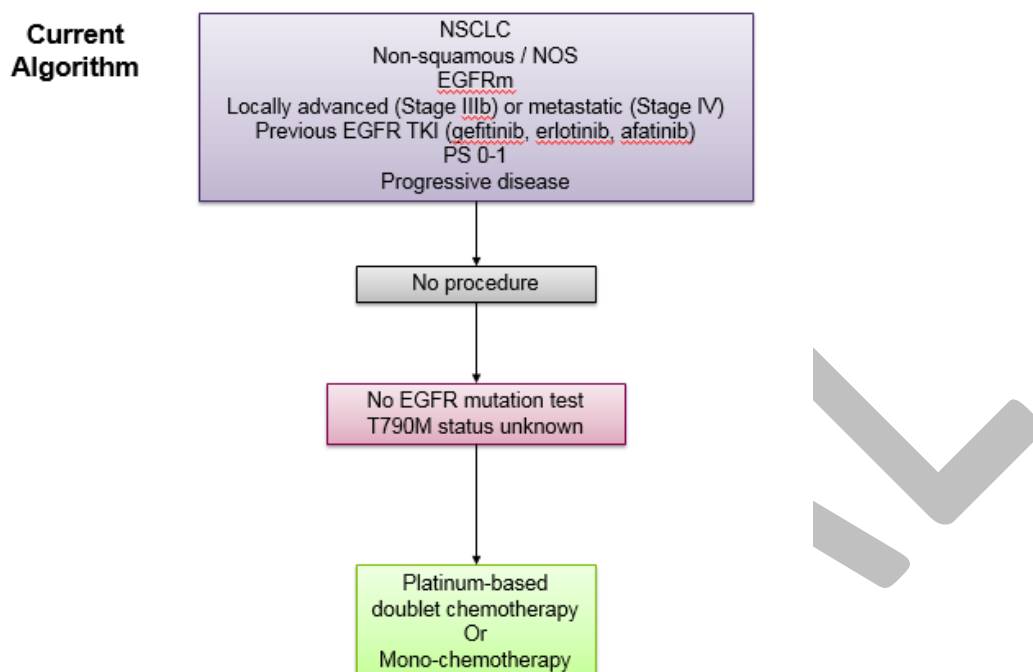 Current
Algorithm
NSCLC
Non-squamous / NOS
EGFRm
Locally advanced (Stage IIIb) or metastatic (Stage IV)
Previous EGFR TKI (gefitinib, erlotinib, afatinib)
PS 0-1
Progressive disease
No procedure
No EGFR mutation test
T790M status unknown
Platinum-based
doublet chemotherapy
Or
Mono-chemotherapy